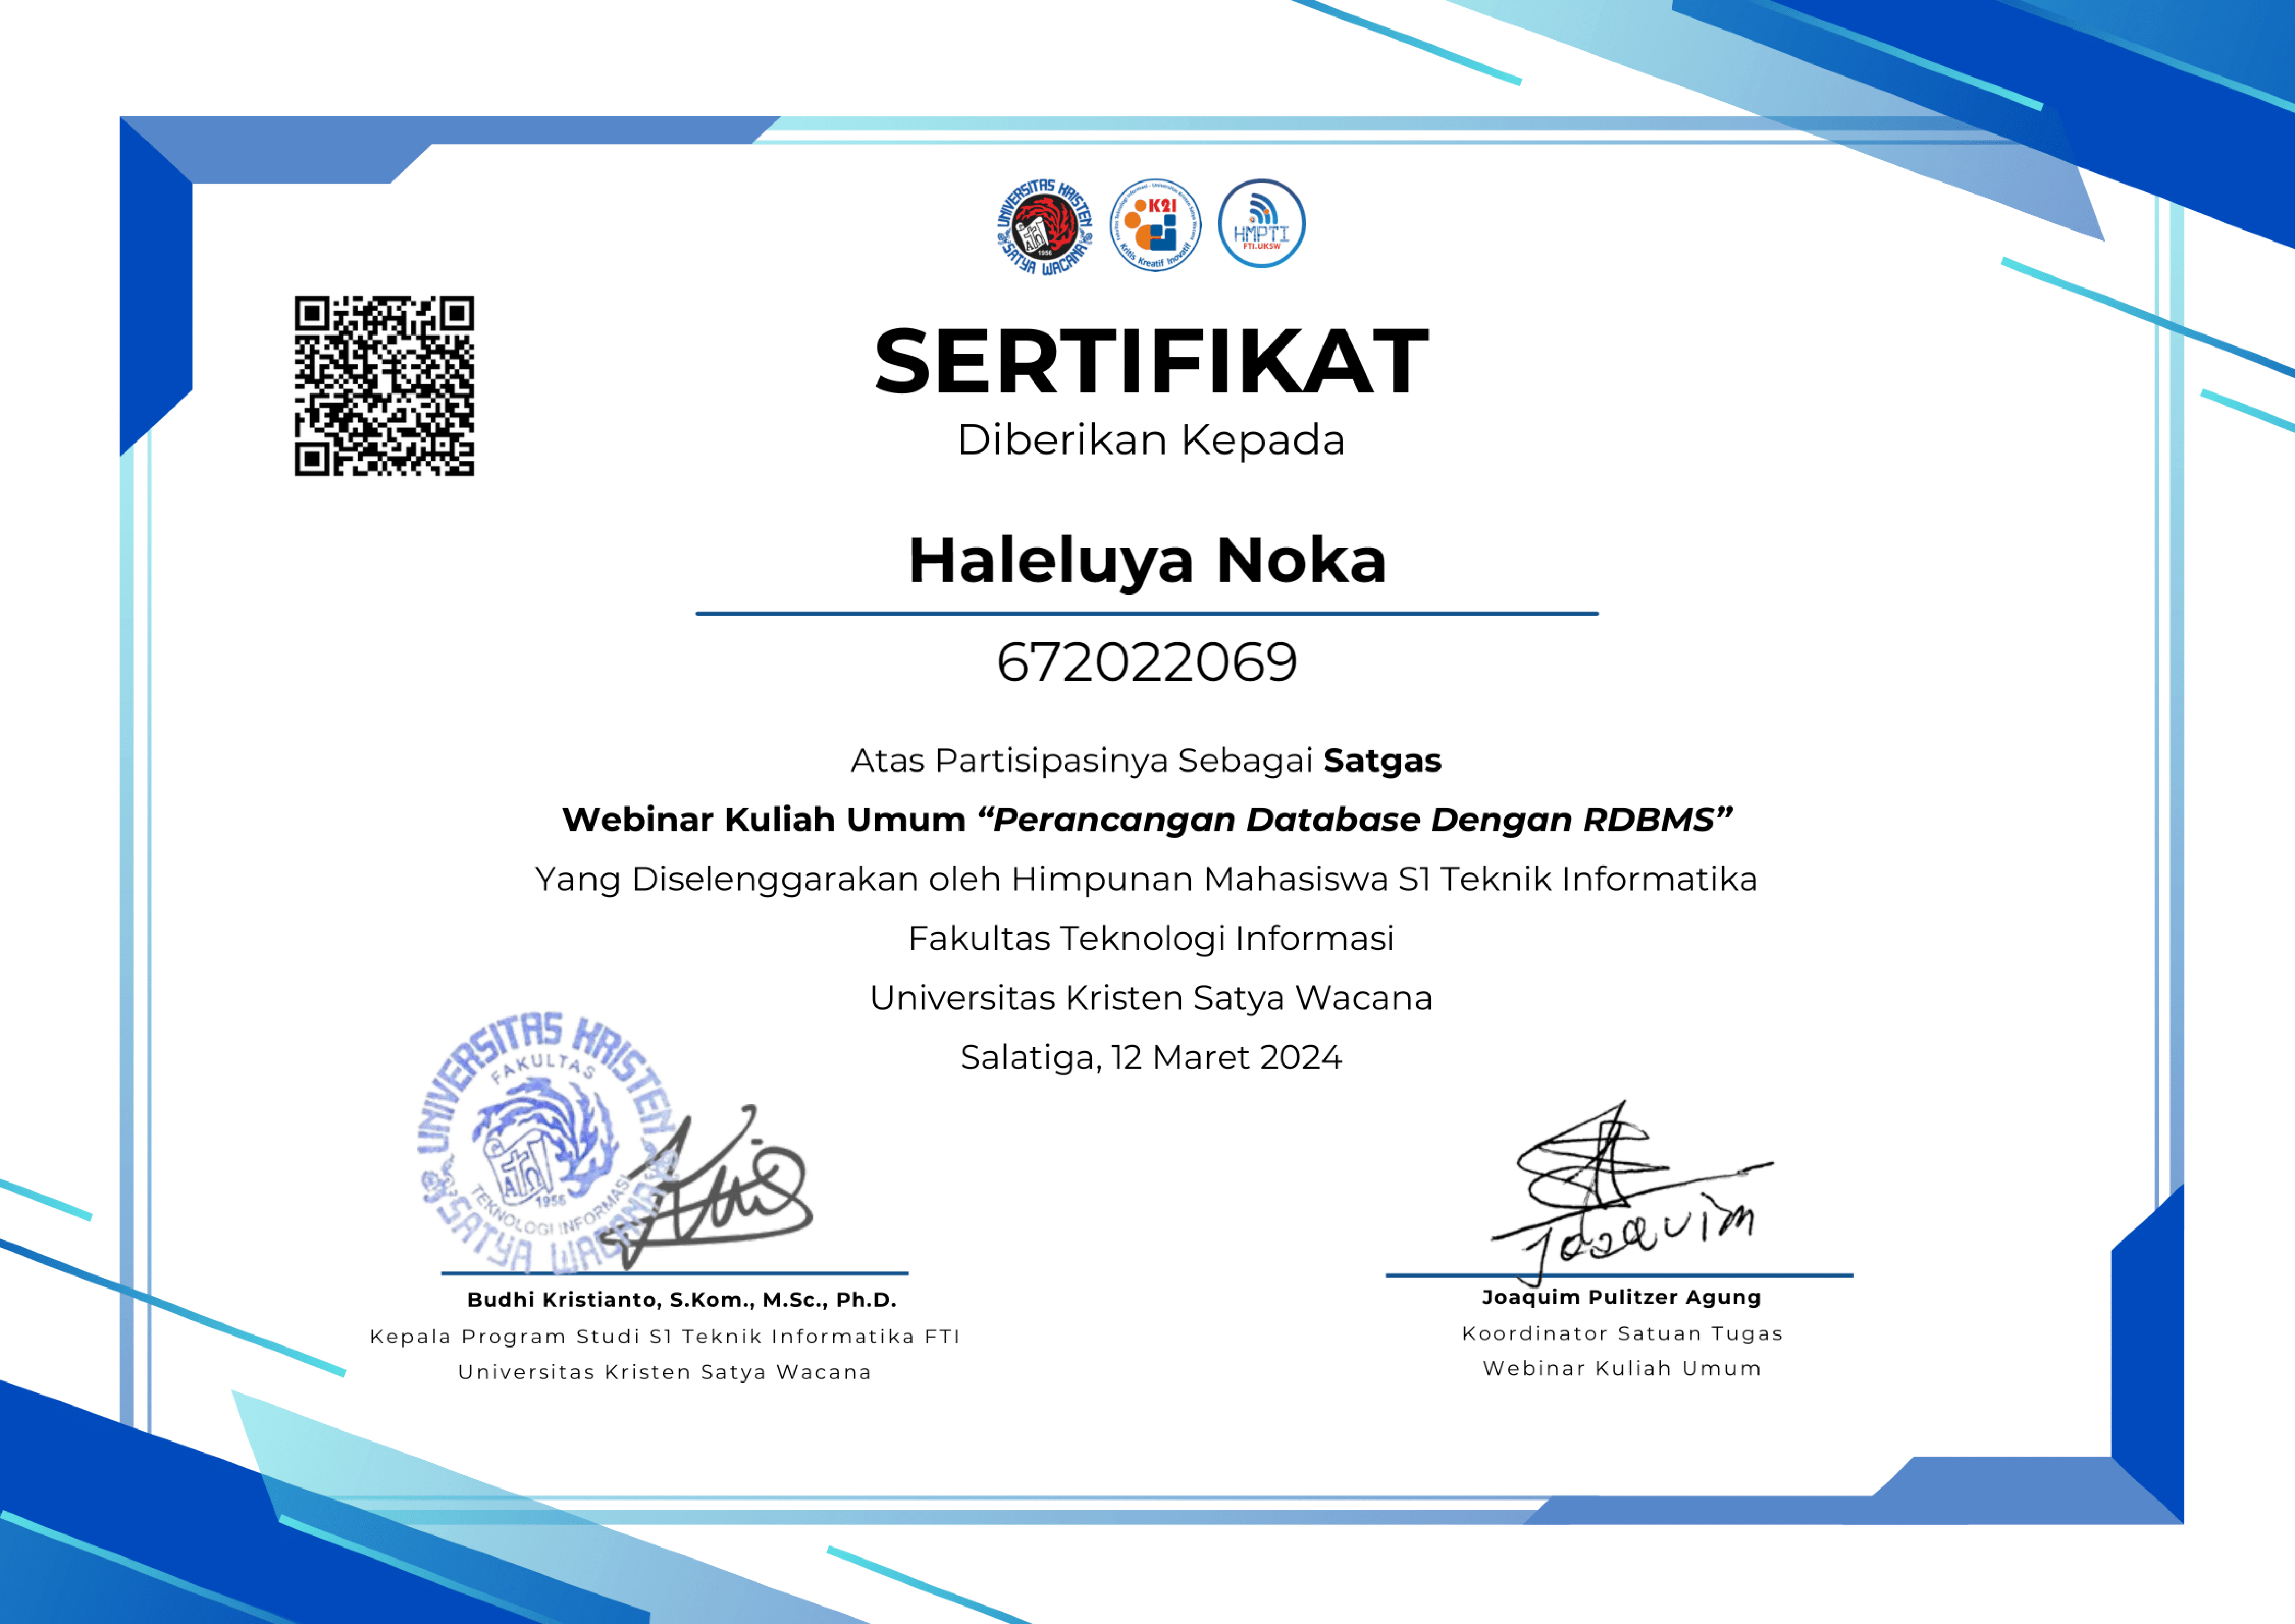 UNIVERSITAS KRISTEN
SATYA WACANA
1956
K2I
Kritis Kreatif Inovatif
HMPTI
FTI.UKSW
SERTIFIKAT
Diberikan Kepada
Haleluya Noka
672022069
Atas Partisipasinya Sebagai Satgas
Webinar Kuliah Umum “Perancangan Database Dengan RDBMS”
Yang Diselenggarakan oleh Himpunan Mahasiswa S1 Teknik Informatika
Fakultas Teknologi Informasi
Universitas Kristen Satya Wacana
Salatiga, 12 Maret 2024
UNIVERSITAS KRISTEN
FAKULTAS
1956
TEKNOLOGI INFORMASI
SATYA WACANA
Joaquim
Budhi Kristianto, S.Kom., M.Sc., Ph.D.
Kepala Program Studi S1 Teknik Informatika FTI
Universitas Kristen Satya Wacana
Joaquim Pulitzer Agung
Koordinator Satuan Tugas
Webinar Kuliah Umum